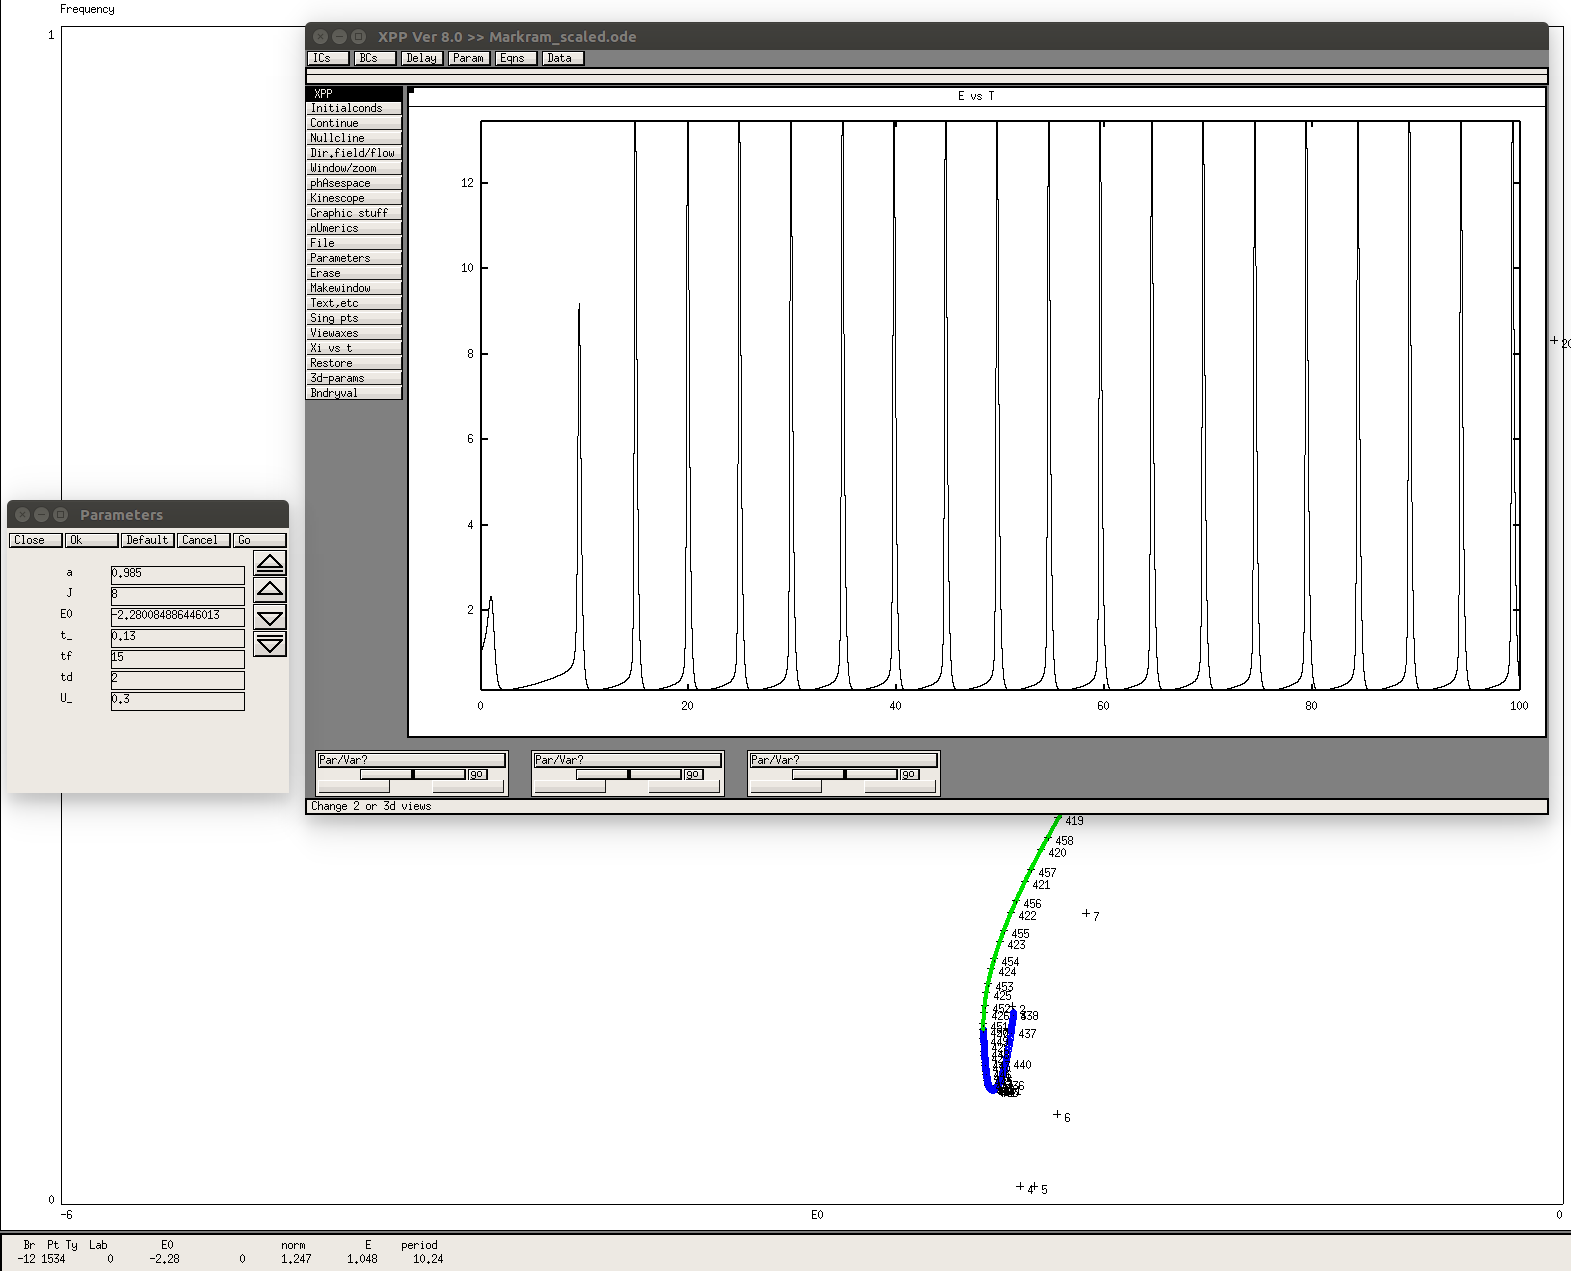 Frequency
1
XPP Ver 8.0 >> Markram_scaled.ode
ICs BCs Delay Param Eqns Data
XPP
E vs T
Initialconds
Continue
Nullcline
Dir.field/flow
Window/zoom
phAsespace
Kinescope
Graphic stuff
nUmerics
File
Parameters
Erase
Makewindow
Text,etc
Sing pts
Viewaxes
Xi vs t
Restore
3d-params
Bndryval
12
10
8
6
4
2
0 20 40 60 80 100
20
Parameters
Close Ok Default Cancel Go
a 0.985
J 8
E0 -2.280084886446013
t_ 0.13
tf 15
td 2
U_ 0.3
Par/Var? Par/Var? Par/Var?
go go go
Change 2 or 3d views
419
458
420
457
421
456
422
7
455
423
454
424
453
425
452 2
426
439
437
440
6
4 5
0
-6 E0 0
Br Pt Ty Lab E0 norm E period
-12 1534 0 -2.28 0 1.247 1.048 10.24